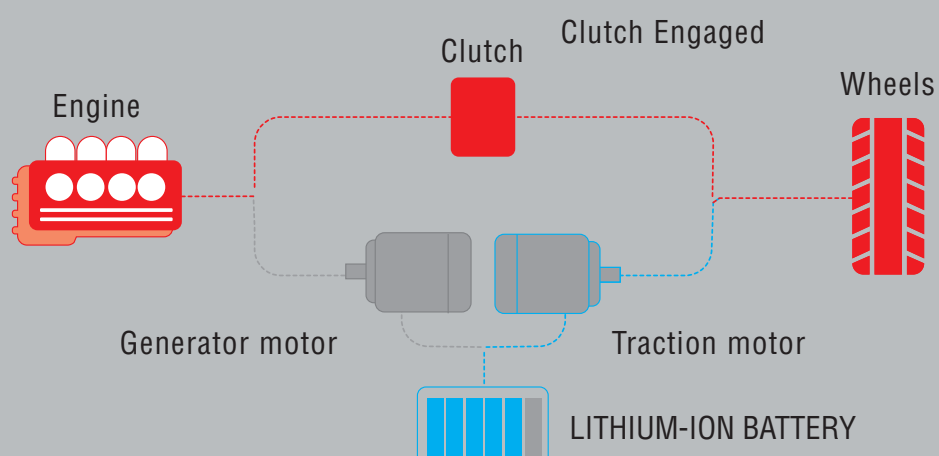 Clutch Engaged
Clutch
Wheels
Engine
Generator motor
Traction motor
LITHIUM-ION BATTERY